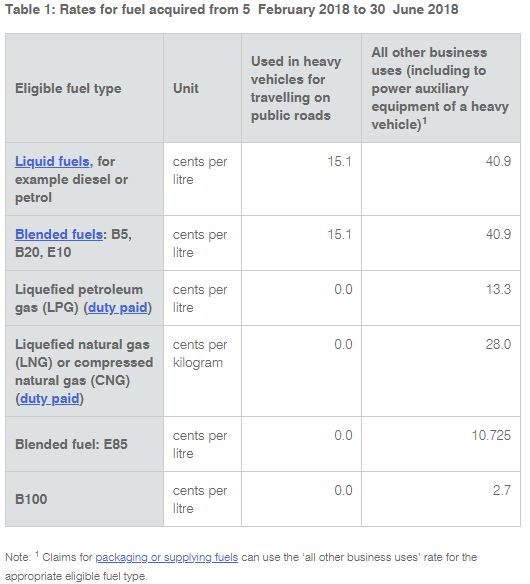 Table 1: Rates for fuel acquired from 5 February 2018 to 30 June 2018
Eligible fuel type
Unit
Used in heavy
vehicles for
travelling on
public roads
All other business
uses (including to
power auxiliary
equipment of a heavy
vehicle)1
Liquid fuels, for
example diesel or
petrol
cents per
litre
15.1
40.9
Blended fuels: B5,
B20, E10
cents per
litre
15.1
40.9
Liquefied petroleum
gas (LPG) (duty paid)
cents per
litre
0.0
13.3
Liquefied natural gas
(LNG) or compressed
natural gas (CNG)
(duty paid)
cents per
kilogram
0.0
28.0
Blended fuel: E85
cents per
litre
0.0
10.725
B100
cents per
litre
0.0
2.7
Note: 1 Claims for packaging or supplying fuels can use the 'all other business uses' rate for the
appropriate eligible fuel type.